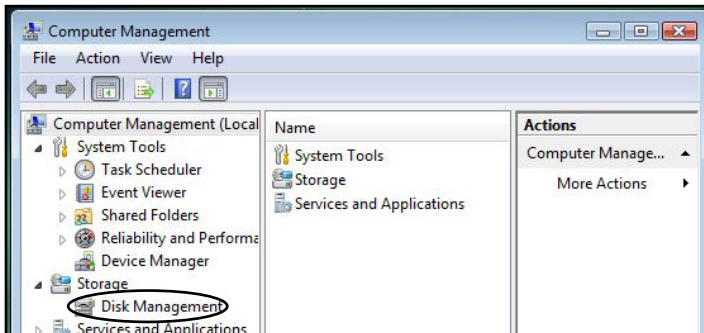 Computer Management
File Action View Help
Computer Management (Local
System Tools
Task Scheduler
Event Viewer
Shared Folders
Reliability and Performa
Device Manager
Storage
Disk Management
Services and Applications
Name
System Tools
Storage
Services and Applications
Actions
Computer Manage...
More Actions